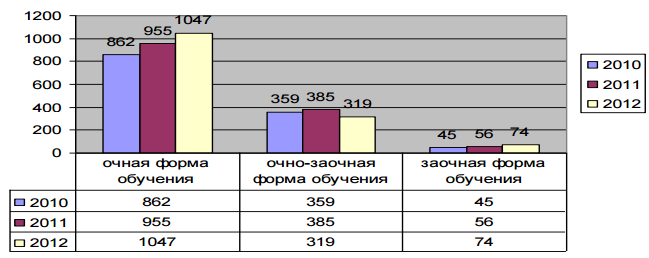 1200
1000
800
600
400
200
0
862 955 1047
359 385 319
45 56 74
2010
2011
2012
очная форма обучения
очно-заочная форма обучения
заочная форма обучения
2010 862 359 45
2011 955 385 56
2012 1047 319 74